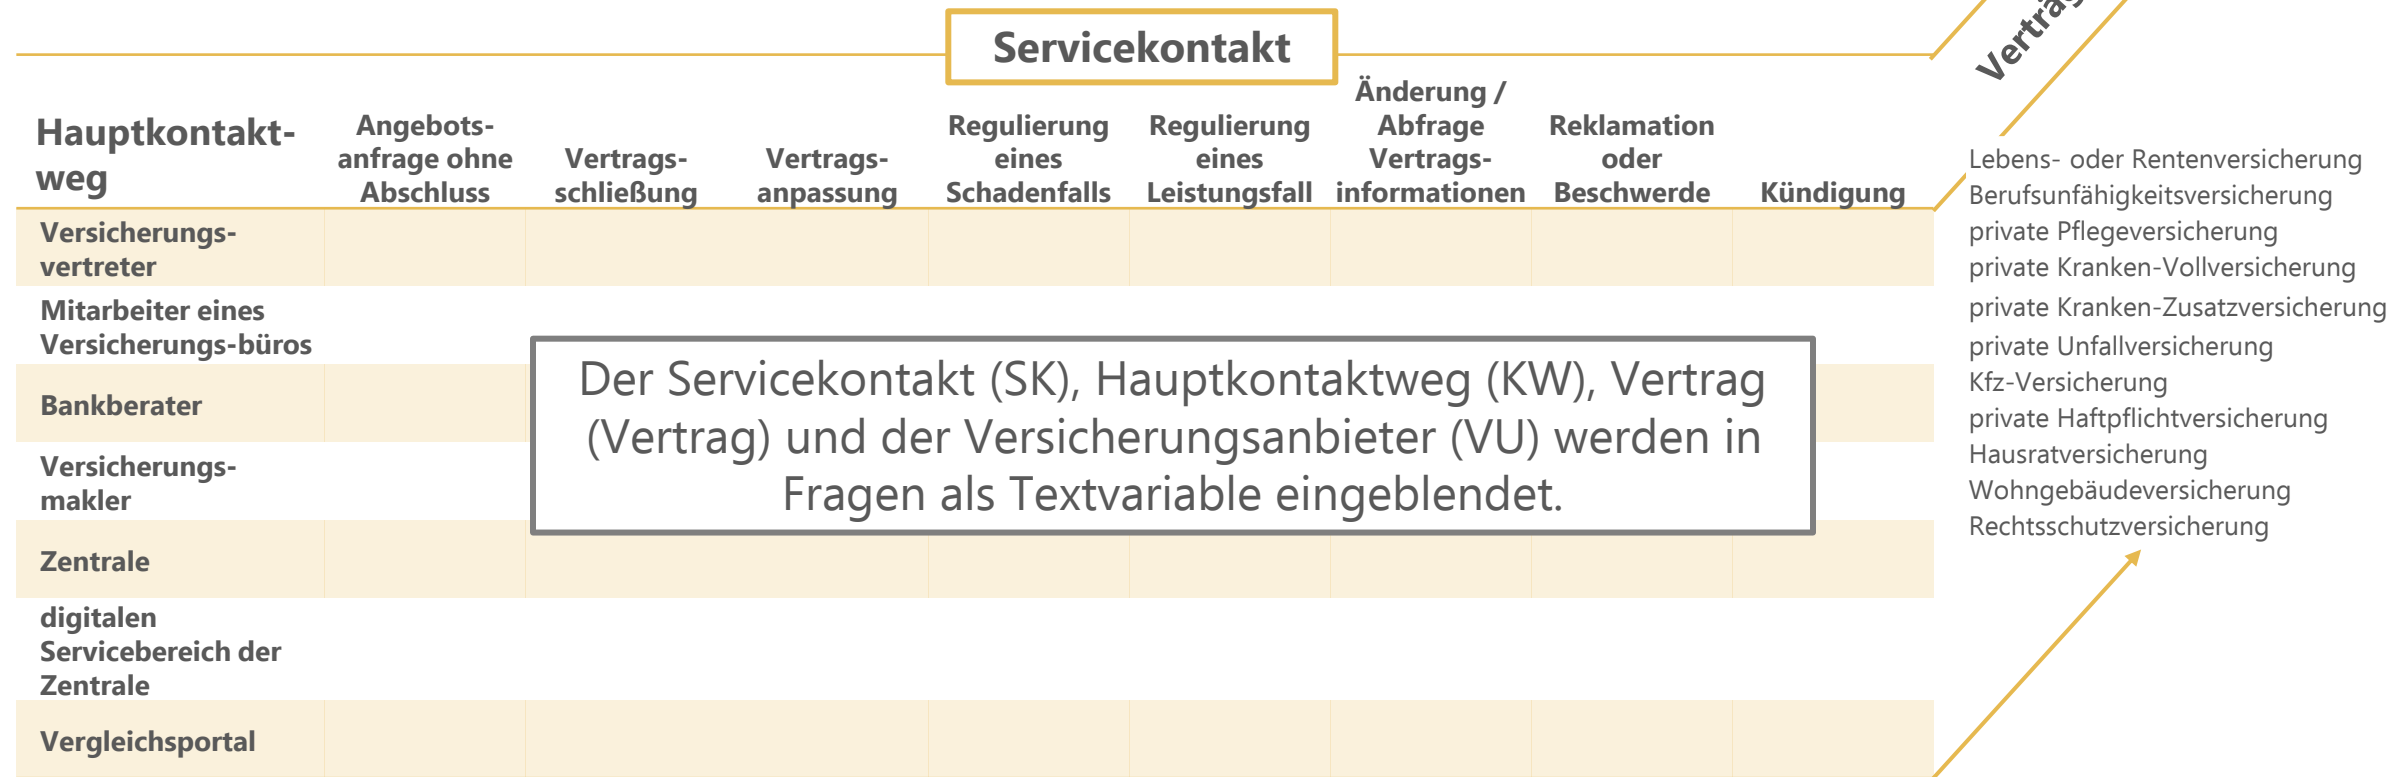 Servicekontakt
Hauptkontakt-
weg
Angebots-
anfrage ohne
Abschluss
Vertrags-
schließung
Vertrags-
anpassung
Regulierung
eines
Schadenfalls
Regulierung
eines
Leistungsfall
Änderung /
Abfrage
Vertrags-
informationen
Reklamation
oder
Beschwerde
Kündigung
Versicherungs-
vertreter
Mitarbeiter eines
Versicherungs-büros
Bankberater
Versicherungs-
makler
Zentrale
digitalen
Servicebereich der
Zentrale
Vergleichsportal
Der Servicekontakt (SK), Hauptkontaktweg (KW), Vertrag
(Vertrag) und der Versicherungsanbieter (VU) werden in
Fragen als Textvariable eingeblendet.
Lebens- oder Rentenversicherung
Berufsunfähigkeitsversicherung
private Pflegeversicherung
private Kranken-Vollversicherung
private Kranken-Zusatzversicherung
private Unfallversicherung
Kfz-Versicherung
private Haftpflichtversicherung
Hausratversicherung
Wohngebäudeversicherung
Rechtsschutzversicherung